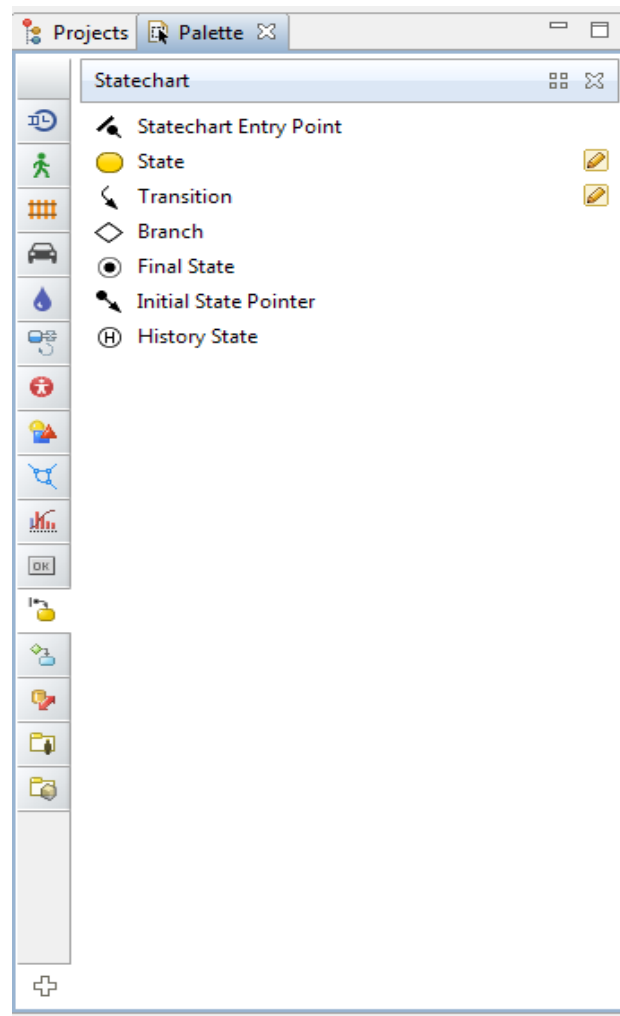 Projects Palette
Statechart
Statechart Entry Point
State
Transition
Branch
Final State
Initial State Pointer
H History State
OK